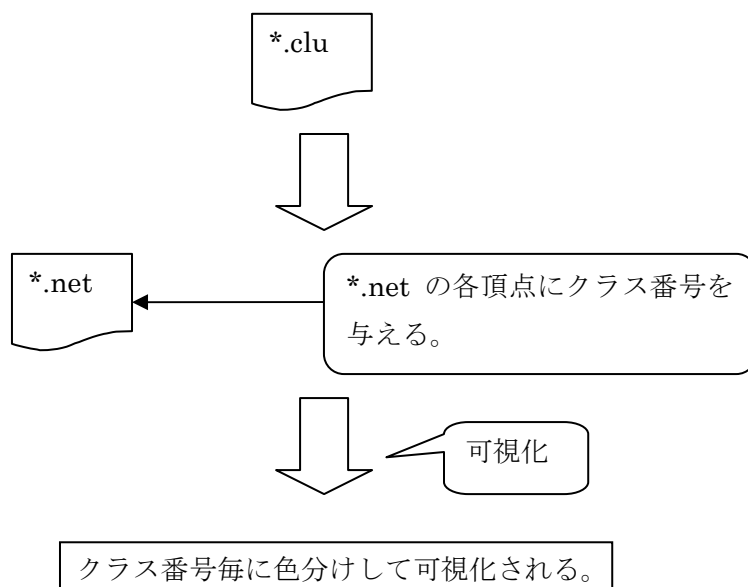 *.clu
*.net
*.net の各頂点にクラス番号を
与える。
可視化
クラス番号毎に色分けして可視化される。